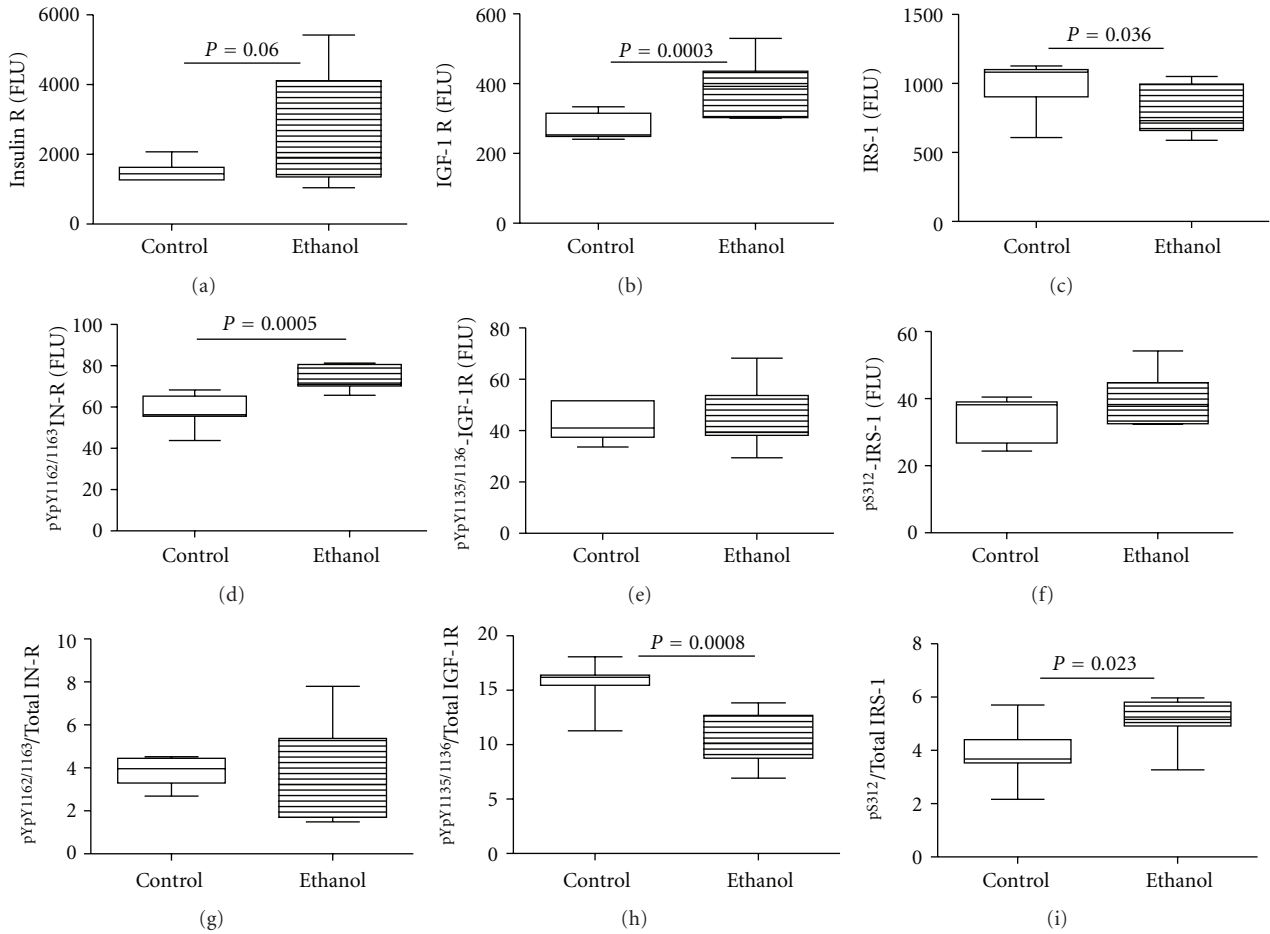 Insulin R (FLU)
6000
4000
2000
0
P = 0.06
Control Ethanol
(a)
IGF-1 R (FLU)
600
400
200
0
P = 0.0003
Control Ethanol
(b)
IRS-1 (FLU)
1500
1000
500
0
P = 0.036
Control Ethanol
(c)
pYpY1162/1163IN-R (FLU)
100
80
60
40
20
0
P = 0.0005
Control Ethanol
(d)
pYpY1135/1136-IGF-1R (FLU)
80
60
40
20
0
Control Ethanol
(e)
pS312-IRS-1 (FLU)
60
40
20
0
Control Ethanol
(f)
pYpY1162/1163/Total IN-R
10
8
6
4
2
0
Control Ethanol
(g)
pYpY1135/1136/Total IGF-1R
20
15
10
5
0
P = 0.0008
Control Ethanol
(h)
pS312/Total IRS-1
8
6
4
2
0
P = 0.023
Control Ethanol
(i)